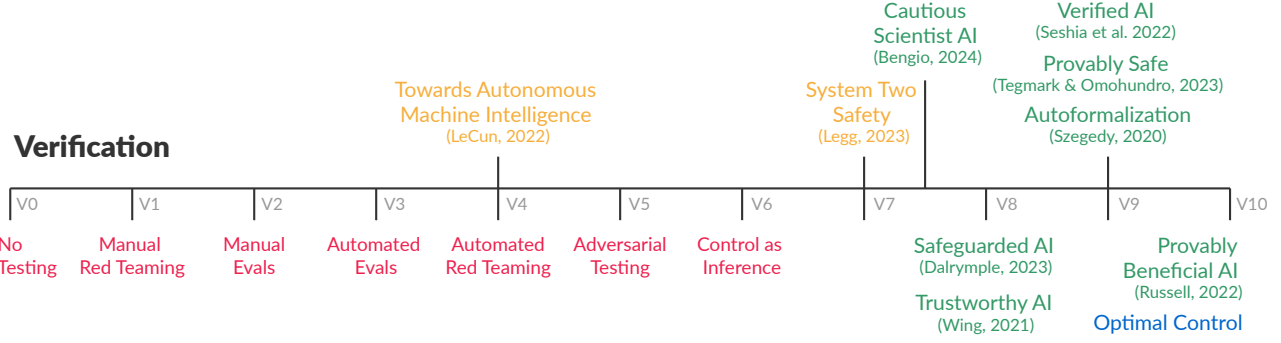 Cautious
Scientist AI
(Bengio, 2024)
Verified AI
(Seshia et al. 2022)
Provably Safe
(Tegmark & Omohundro, 2023)
Autoformalization
(Szegedy, 2020)
Towards Autonomous
Machine Intelligence
(LeCun, 2022)
System Two
Safety
(Legg, 2023)
Verification
V0
V1
V2
V3
V4
V5
V6
V7
V8
V9
V10
No
Testing
Manual
Red Teaming
Manual
Evals
Automated
Evals
Automated
Red Teaming
Adversarial
Testing
Control as
Inference
Safeguarded AI
(Dalrymple, 2023)
Trustworthy AI
(Wing, 2021)
Provably
Beneficial AI
(Russell, 2022)
Optimal Control